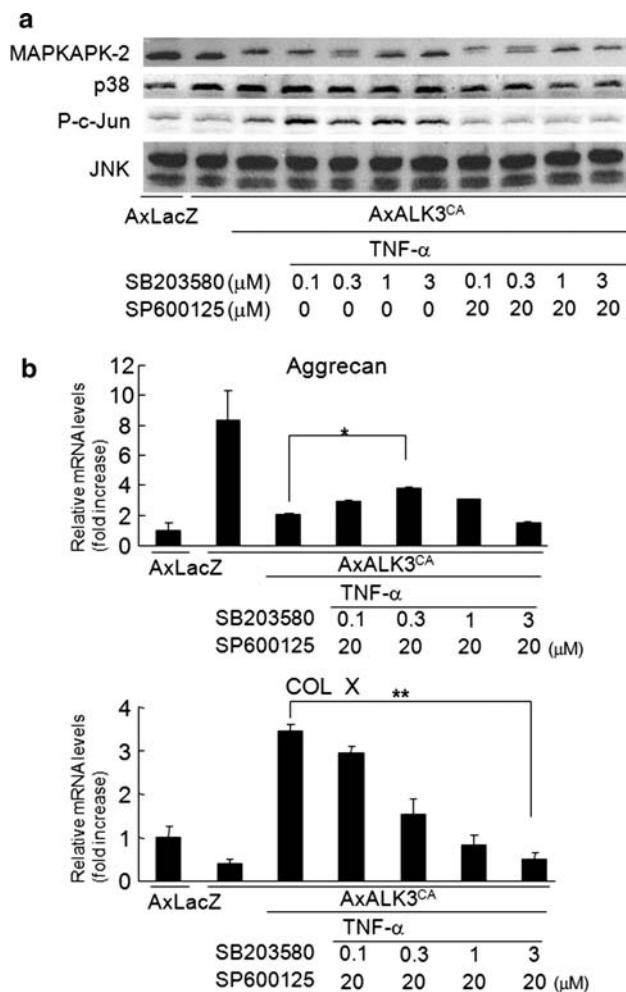 a
MAPKAPK-2
p38
P-c-Jun
JNK
AxLacZ AxALK3CA
TNF-α
SB203580(μM) 0.1 0.3 1 3 0.1 0.3 1 3
SP600125(μM) 0 0 0 0 20 20 20 20
b
Aggrecan
Relative mRNA levels
(fold increase)
12
10
8
6
4
2
0
*
AxLacZ AxALK3CA
TNF-α
SB203580 0.1 0.3 1 3
SP600125 20 20 20 20 (μM)
COL X
Relative mRNA levels
(fold increase)
4
3
2
1
0
**
AxLacZ AxALK3CA
TNF-α
SB203580 0.1 0.3 1 3
SP600125 20 20 20 20 (μM)